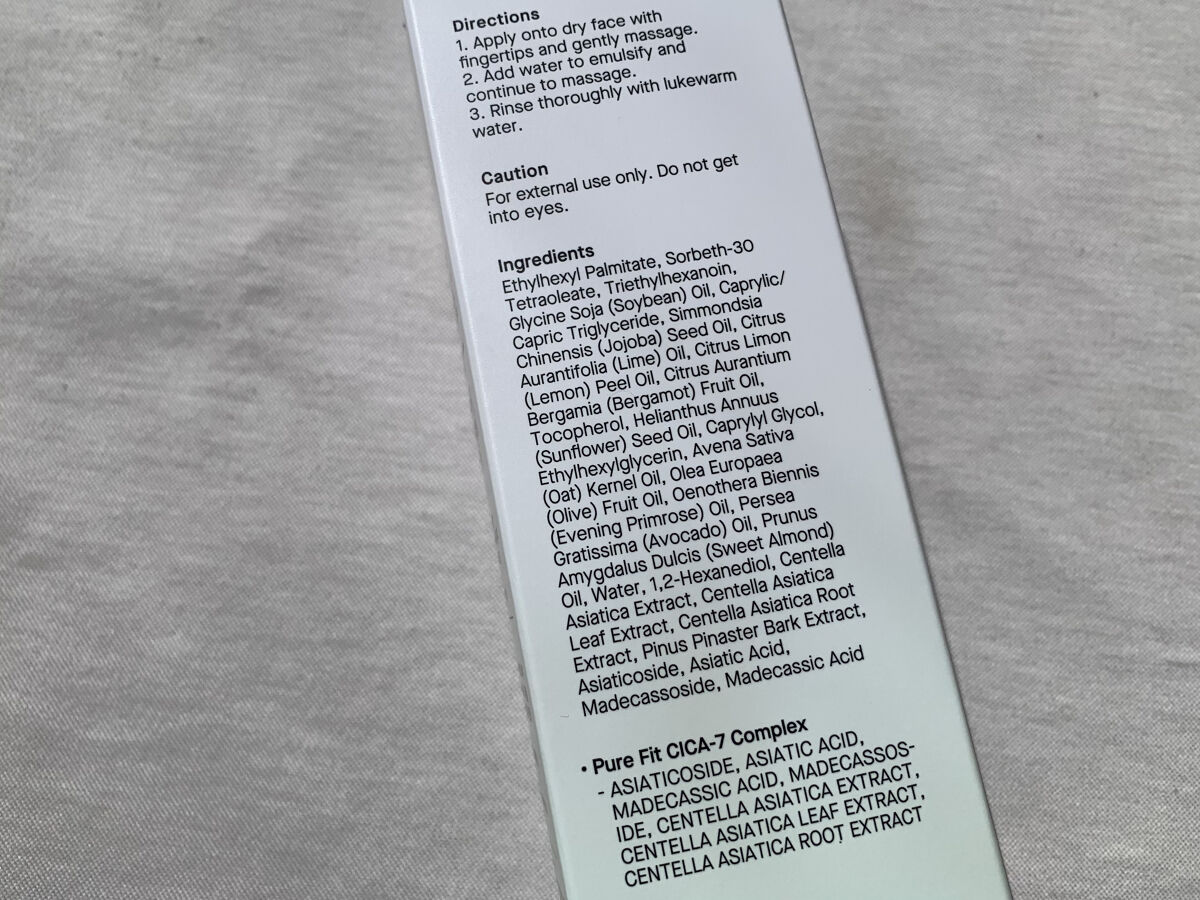 Directions
1. Apply onto dry face with
fingertips and gently massage.
2. Add water to emulsify and
continue to massage.
3. Rinse thoroughly with lukewarm
water.
Caution
For external use only. Do not get
into eyes.
Ingredients
Ethylhexyl Palmitate, Sorbeth-30
Tetraoleate, Triethylhexanoin,
Glycine Soja (Soybean) Oil, Caprylic/
Capric Triglyceride, Simmondsia
Chinensis (Jojoba) Seed Oil, Citrus
Aurantifolia (Lime) Oil, Citrus Limon
(Lemon) Peel Oil, Citrus Aurantium
Bergamia (Bergamot) Fruit Oil,
Tocopherol, Helianthus Annuus
(Sunflower) Seed Oil, Caprylyl Glycol,
Ethylhexylglycerin, Avena Sativa
(Oat) Kernel Oil, Olea Europaea
(Olive) Fruit Oil, Oenothera Biennis
(Evening Primrose) Oil, Persea
Gratissima (Avocado) Oil, Prunus
Amygdalus Dulcis (Sweet Almond)
Oil, Water, 1,2-Hexanediol, Centella
Asiatica Extract, Centella Asiatica
Leaf Extract, Centella Asiatica Root
Extract, Pinus Pinaster Bark Extract,
Asiaticoside, Asiatic Acid,
Madecassoside, Madecassic Acid
• Pure Fit CICA-7 Complex
- ASIATICOSIDE, ASIATIC ACID,
MADECASSIC ACID, MADECASSOS-
IDE, CENTELLA ASIATICA EXTRACT,
CENTELLA ASIATICA LEAF EXTRACT,
CENTELLA ASIATICA ROOT EXTRACT